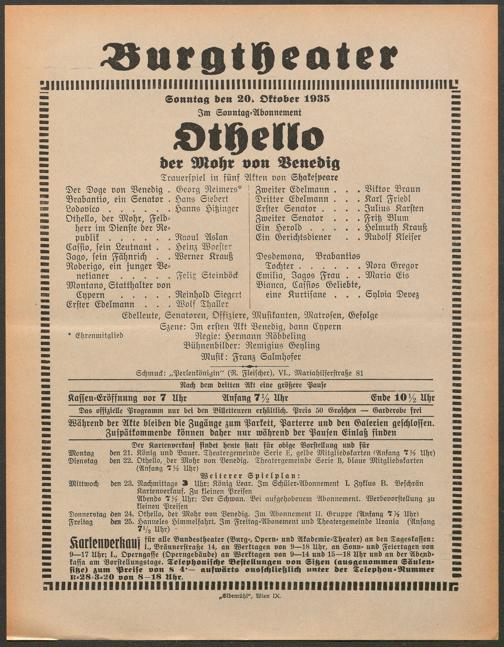 Burgtheater
Sonntag den 20. Oktober 1935
Im Sonntag-Abonnement
Othello
der Mohr von Venedig
Trauerspiel in fünf Akten von Shakespeare
Der Doge von Venedig . Georg Reimers*
Brabantio, ein Senator . Hans Siebert
Lodovico . . . . . Hanns Hitzinger
Othello, der Mohr, Feld-
herr im Dienste der Re-
publik . . . . . Raoul Aslan
Cassio, sein Leutnant . . Heinz Woester
Jago, sein Fähnrich . . Werner Krauß
Roderigo, ein junger Ve-
netianer . . . . . Felix Steinböck
Montano, Statthalter von
Cypern . . . . . Reinhold Siegert
Erster Edelmann . . . Wolf Thaller
Zweiter Edelmann . . . Viktor Braun
Dritter Edelmann . . . Karl Friedl
Erster Senator . . . Julius Karsten
Zweiter Senator . . . Fritz Blum
Ein Herold . . . . Helmuth Krauß
Ein Gerichtsdiener . . Rudolf Kleiser
Desdemona, Brabantios
Tochter . . . . . Nora Gregor
Emilia, Jagos Frau . . Maria Eis
Bianca, Cassios Geliebte,
eine Kurtisane . . . Sylvia Devez
Edelleute, Senatoren, Offiziere, Musikanten, Matrosen, Gefolge
Szene: Im ersten Akt Venedig, dann Cypern
* Ehrenmitglied
Regie: Hermann Röbbeling
Bühnenbilder: Remigius Geyling
Musik: Franz Salmhofer
Schmuck: „Perlenkönigin" (R. Fleischer), VI., Mariahilferstraße 81
Nach dem dritten Akt eine größere Pause
Kassen-Eröffnung vor 7 Uhr Anfang 7½ Uhr Ende 10½ Uhr
Das offizielle Programm nur bei den Billetteuren erhältlich. Preis 50 Groschen — Garderobe frei
Während der Akte bleiben die Zugänge zum Parkett, Parterre und den Galerien geschlossen.
Zuspätkommende können daher nur während der Pausen Einlaß finden
Der Kartenverkauf findet heute statt für obige Vorstellung und für
Montag den 21. König und Bauer. Theatergemeinde Serie E, gelbe Mitgliedskarten (Anfang 7½ Uhr)
Dienstag den 22. Othello, der Mohr von Venedig. Theatergemeinde Serie B, blaue Mitgliedskarten
(Anfang 7½ Uhr)
Weiterer Spielplan:
Mittwoch den 23. Nachmittags 3 Uhr: König Lear. Im Schüler-Abonnement I. Zyklus B. Beschränkter
Kartenverkauf. Zu kleinen Preisen
Abends 7½ Uhr: Der Schwan. Bei aufgehobenem Abonnement. Werbevorstellung zu
kleinen Preisen
Donnerstag den 24. Othello, der Mohr von Venedig. Im Abonnement II. Gruppe (Anfang 7½ Uhr)
Freitag den 25. Hanneles Himmelfahrt. Im Freitag-Abonnement und Theatergemeinde Urania (Anfang
7½ Uhr)
Kartenverkauf für alle Bundestheater (Burg-, Opern- und Akademie-Theater) an den Tageskassen:
I., Bräunerstraße 14, an Werktagen von 9—18 Uhr, an Sonn- und Feiertagen von
9—17 Uhr; I., Operngasse (Operngebäude) an Werktagen von 9—14 und 15—18 Uhr und an der Abend-
kassa am Vorstellungstage. Telephonische Bestellungen von Sitzen (ausgenommen Säulen-
sitze) zum Preise von S 4·— aufwärts ausschließlich unter der Telephon-Nummer
R-28-3-20 von 8—18 Uhr.
„Elbemühl", Wien IX.